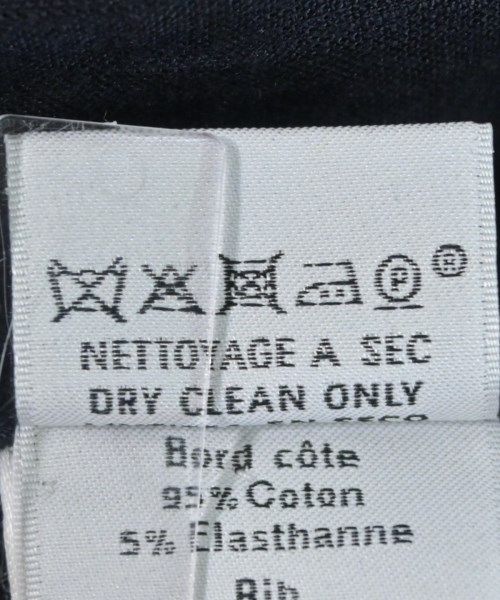 P ®
NETTOYAGE A SEC
DRY CLEAN ONLY
Bord côte
95% Coton
5% Elasthanne
Rib